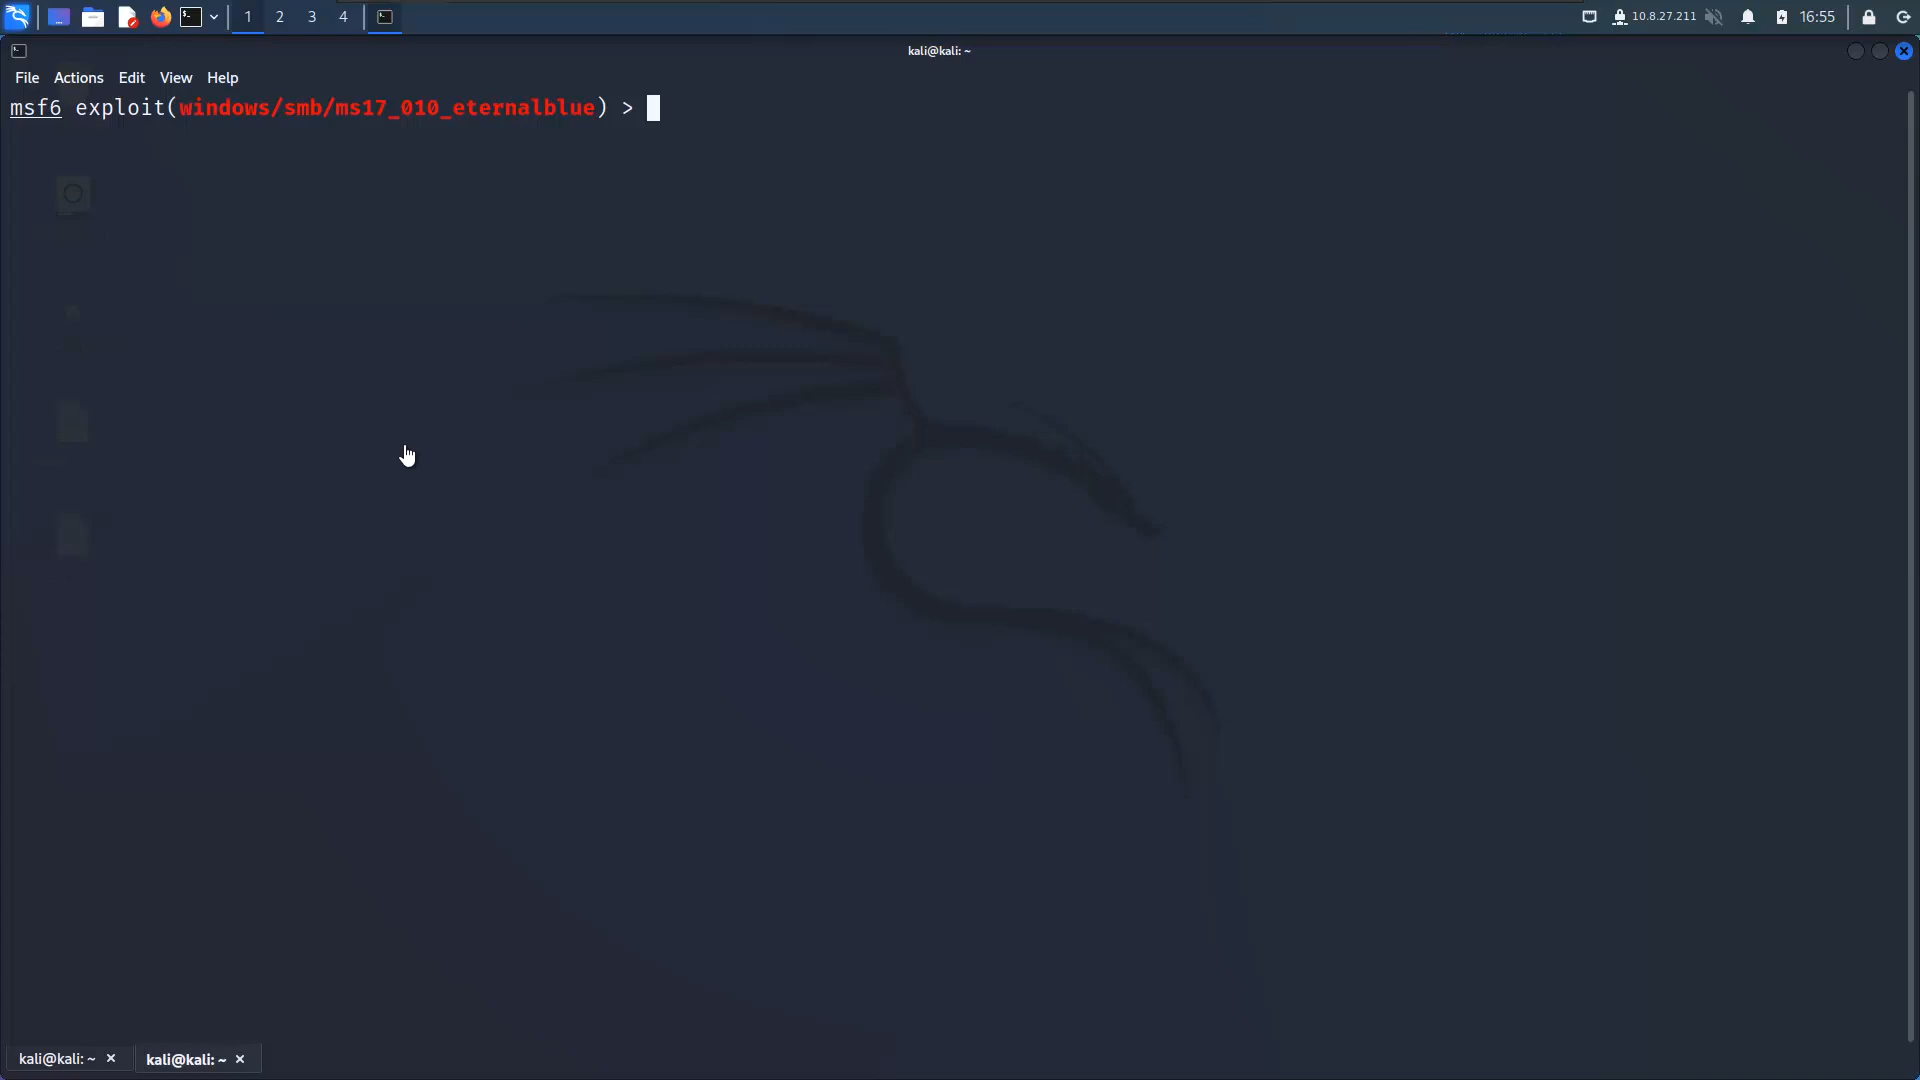 1 2 3 4 10.8.27.211 16:55
kali@kali: ~
File Actions Edit View Help
msf6 exploit(windows/smb/ms17_010_eternalblue) >
kali@kali: ~ × kali@kali: ~ ×